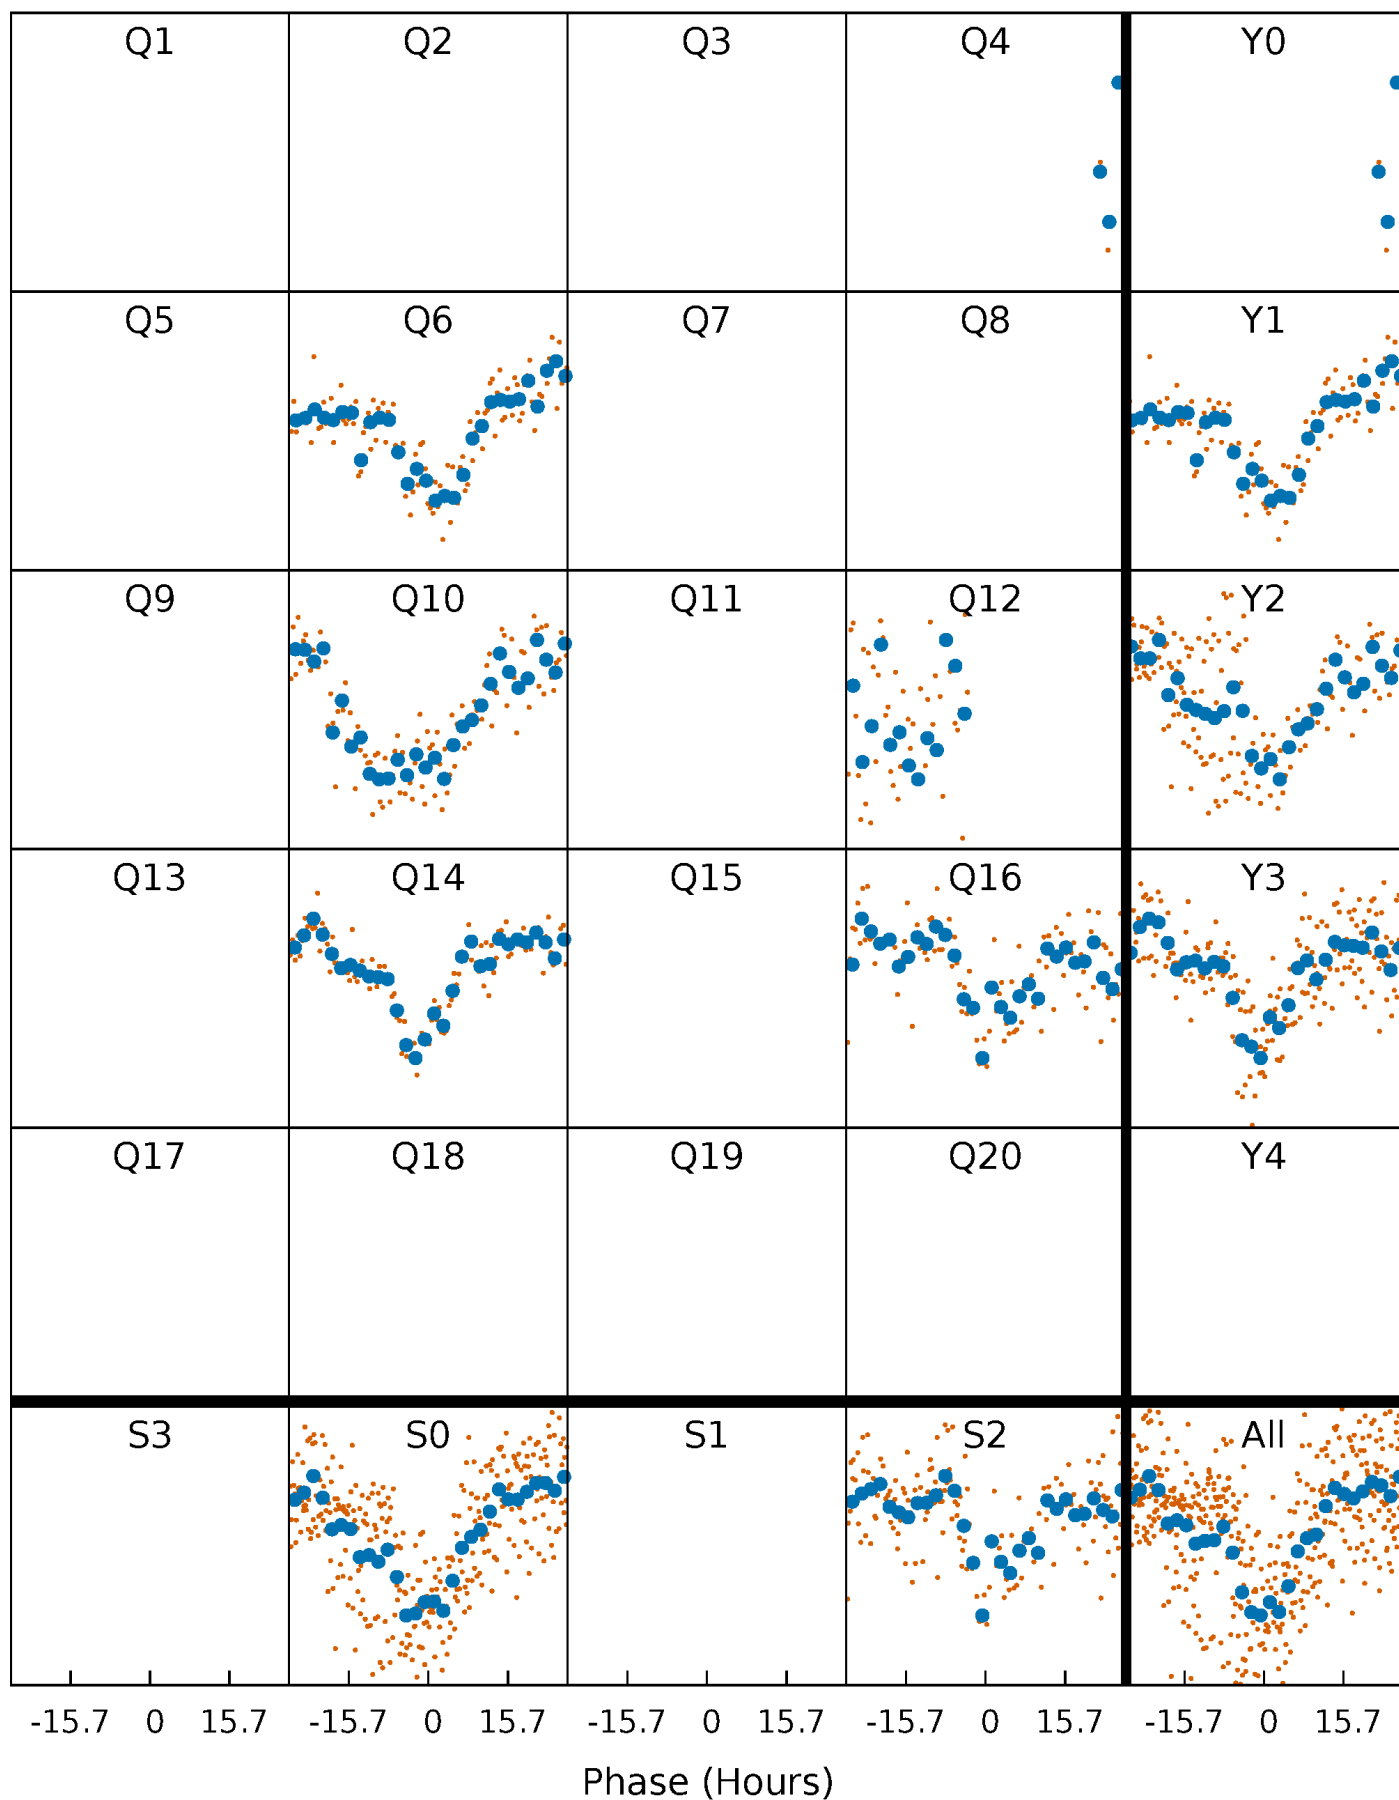 Q1 Q2 Q3 Q4 Y0
Q5 Q6 Q7 Q8 Y1
Q9 Q10 Q11 Q12 Y2
Q13 Q14 Q15 Q16 Y3
Q17 Q18 Q19 Q20 Y4
S3 S0 S1 S2 All
-15.7 0 15.7 -15.7 0 15.7 -15.7 0 15.7 -15.7 0 15.7 -15.7 0 15.7
Phase (Hours)